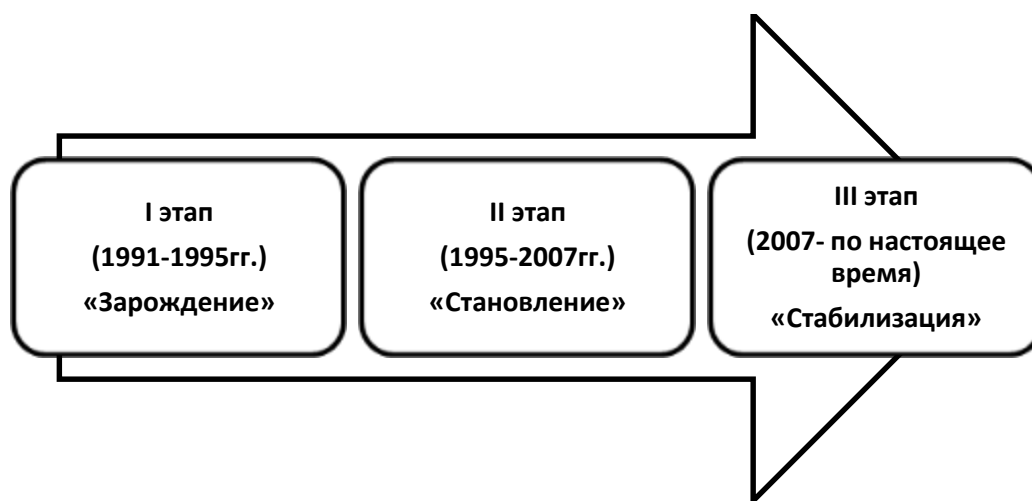 I этап
(1991-1995гг.)
«Зарождение»
II этап
(1995-2007гг.)
«Становление»
III этап
(2007- по настоящее
время)
«Стабилизация»